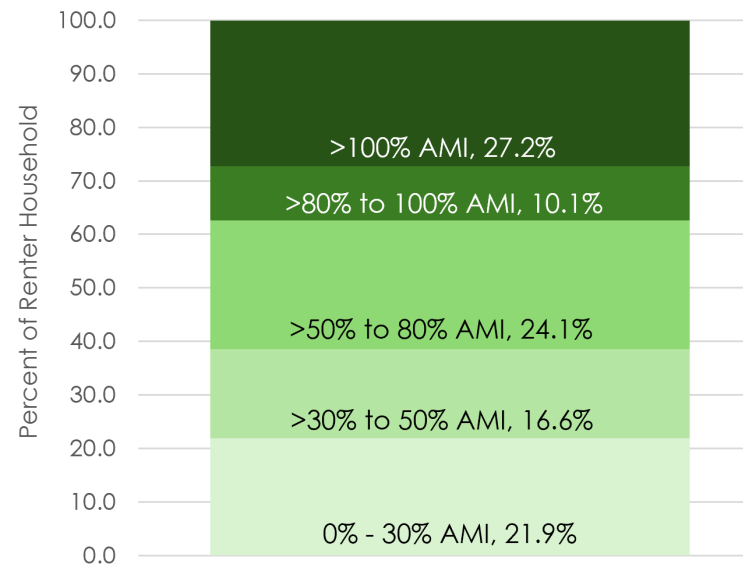 100.0
90.0
80.0
70.0
60.0
50.0
40.0
30.0
20.0
10.0
0.0
Percent of Renter Household
>100% AMI, 27.2%
>80% to 100% AMI, 10.1%
>50% to 80% AMI, 24.1%
>30% to 50% AMI, 16.6%
0% - 30% AMI, 21.9%